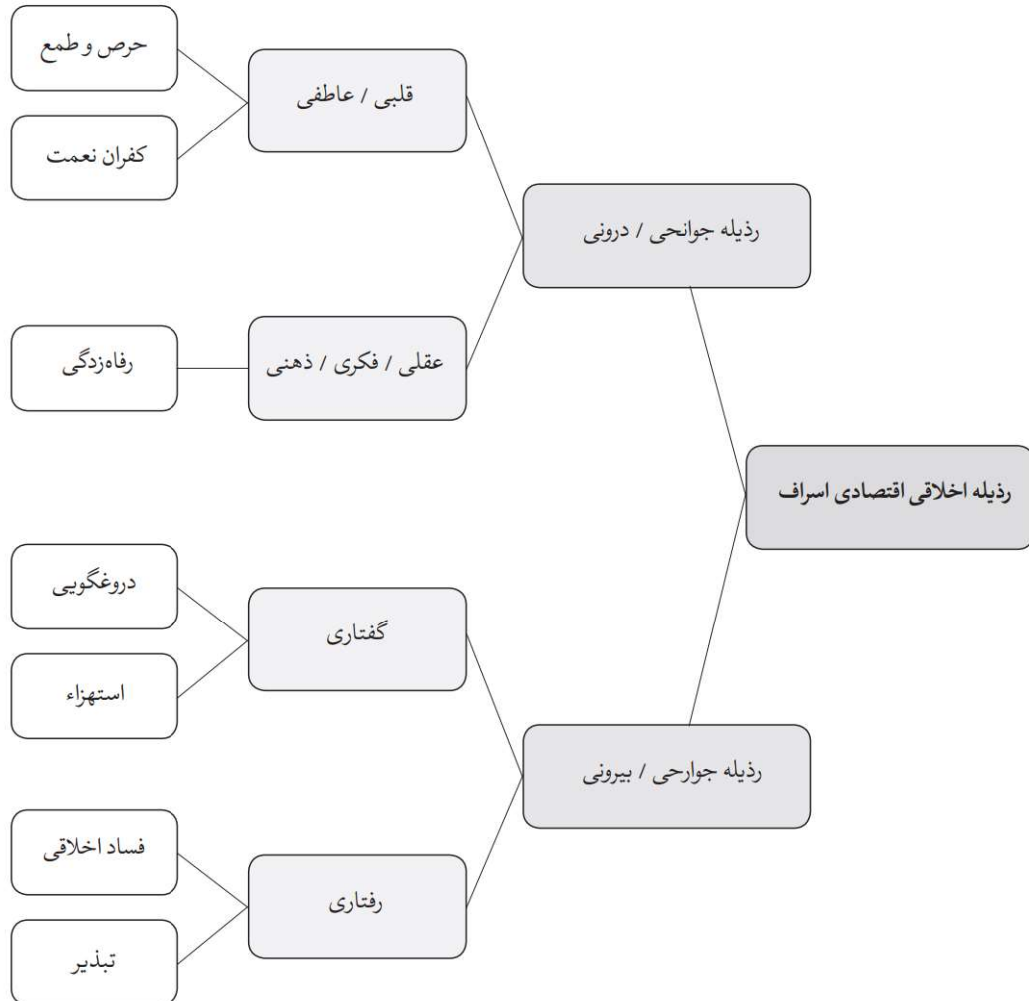 رذیله اخلاقی اقتصادی اسراف
رذیله جوانحی / درونی
قلبی / عاطفی
حرص و طمع
کفران نعمت
عقلی / فکری / ذهنی
رفاه‌زدگی
رذیله جوارحی / بیرونی
گفتاری
دروغگویی
استهزاء
رفتاری
فساد اخلاقی
تبذیر